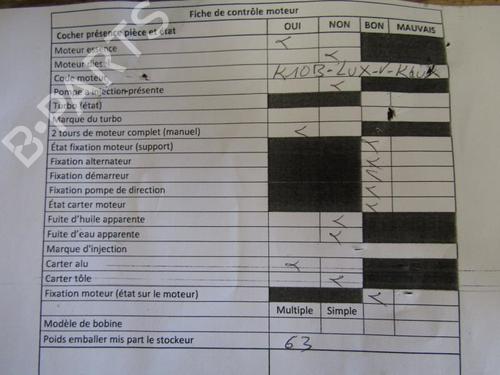 Fiche de contrôle moteur
Cocher présence pièce et état OUI NON BON MAUVAIS
Moteur essence
Moteur diesel
Code moteur K10B-LUX-V-
Pompe à injection présente
Turbo (état)
Marque du turbo
2 tours de moteur complet (manuel)
État fixation moteur (support)
Fixation alternateur
Fixation démarreur
Fixation pompe de direction
État carter moteur
Fuite d'huile apparente
Fuite d'eau apparente
Marque d'injection
Carter alu
Carter tôle
Fixation moteur (état sur le moteur)
Multiple Simple
Modèle de bobine
Poids emballer mis part le stockeur 63
B-PARTS